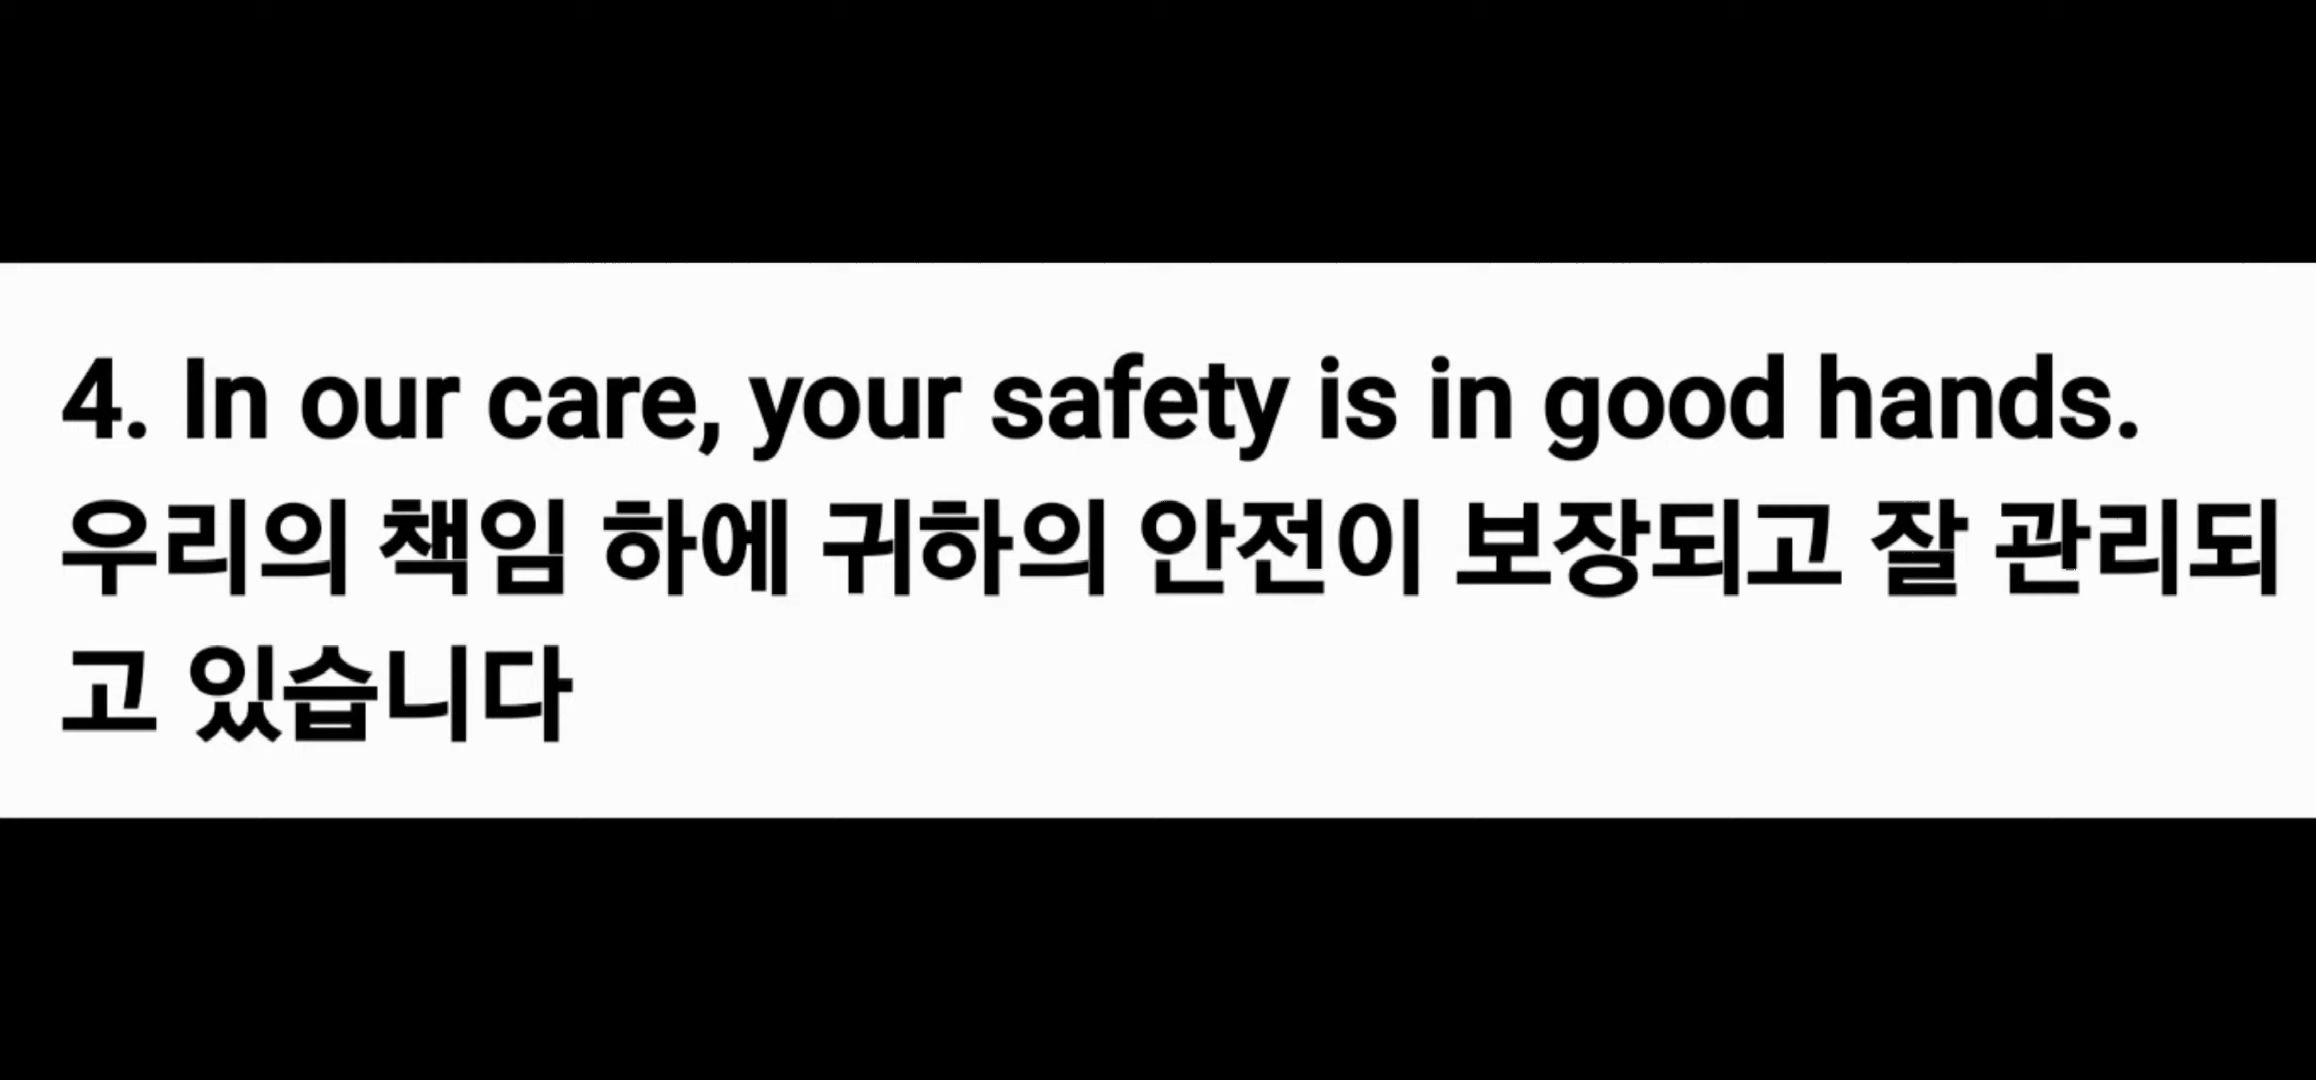 4. In our care, your safety is in good hands.
우리의 책임 하에 귀하의 안전이 보장되고 잘 관리되
고 있습니다